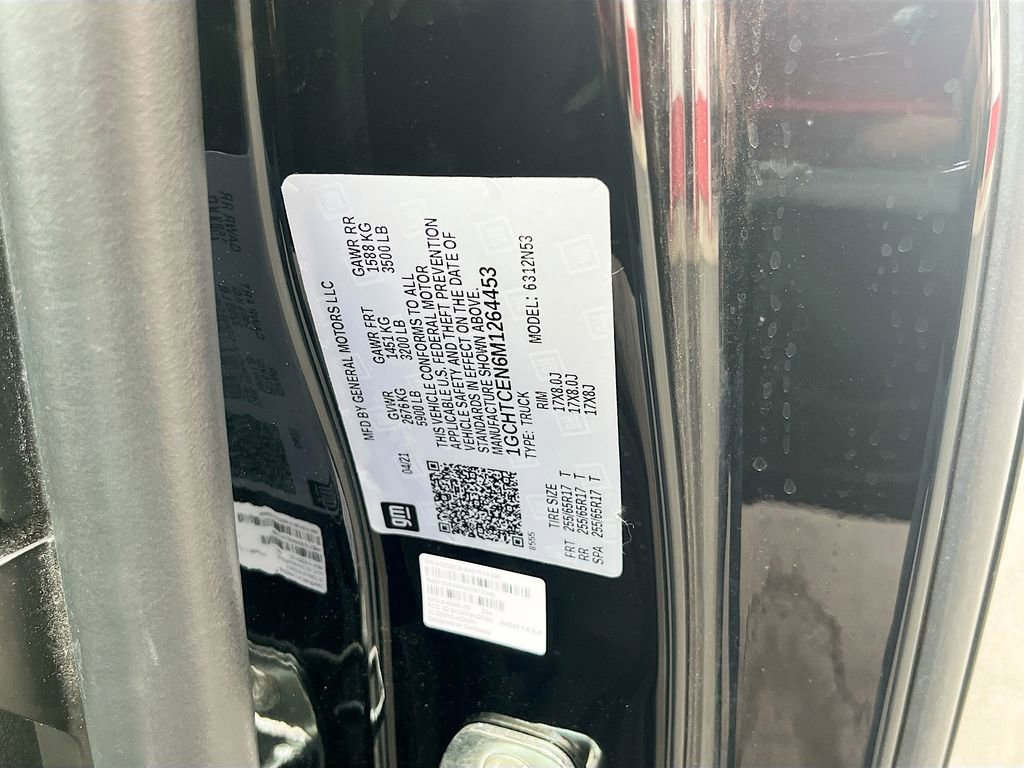 gm
04/21
MFD BY GENERAL MOTORS LLC
GVWR GAWR FRT GAWR RR
2676 KG 1451 KG 1588 KG
5900 LB 3200 LB 3500 LB
THIS VEHICLE CONFORMS TO ALL
APPLICABLE U.S. FEDERAL MOTOR
VEHICLE SAFETY AND THEFT PREVENTION
STANDARDS IN EFFECT ON THE DATE OF
MANUFACTURE SHOWN ABOVE.
1GCHTCEN6M1264453
TYPE: TRUCK MODEL: 6312N53
8555
TIRE SIZE RIM
FRT 255/65R17 T 17X8.0J
RR 255/65R17 T 17X8.0J
SPA 255/65R17 T 17X8J